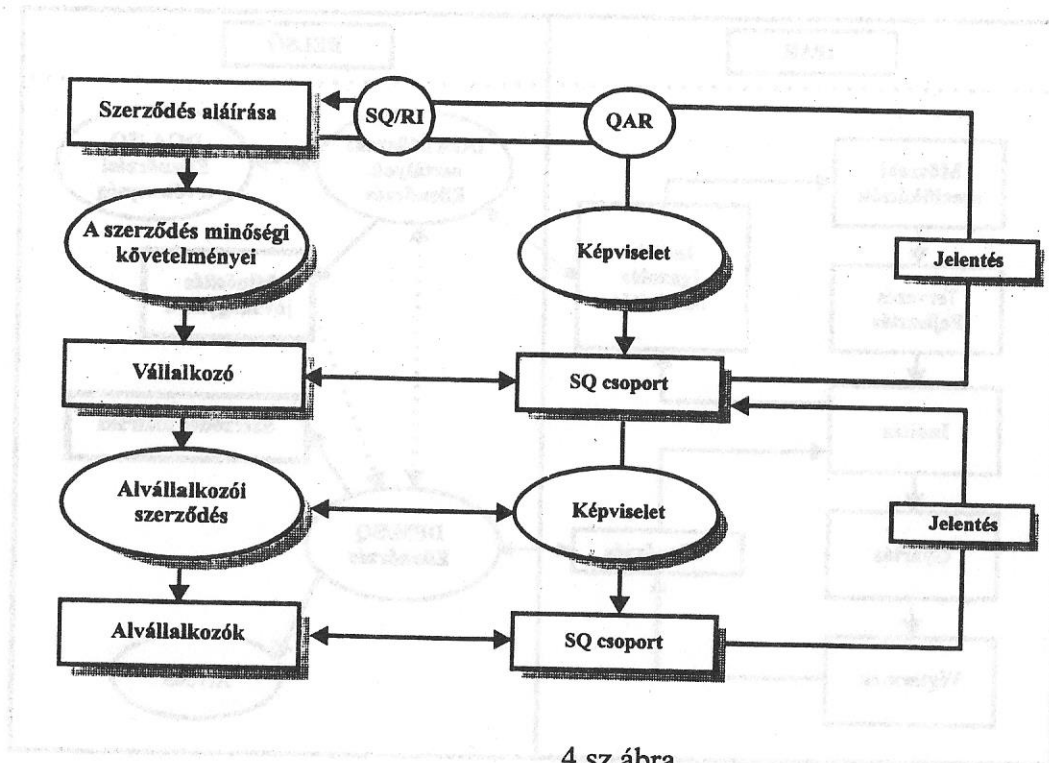 Szerződés aláírása
SQ/RI
QAR
A szerződés minőségi
követelményei
Képviselet
Jelentés
Vállalkozó
SQ csoport
Alvállalkozói
szerződés
Képviselet
Jelentés
Alvállalkozók
SQ csoport
4 sz ábra